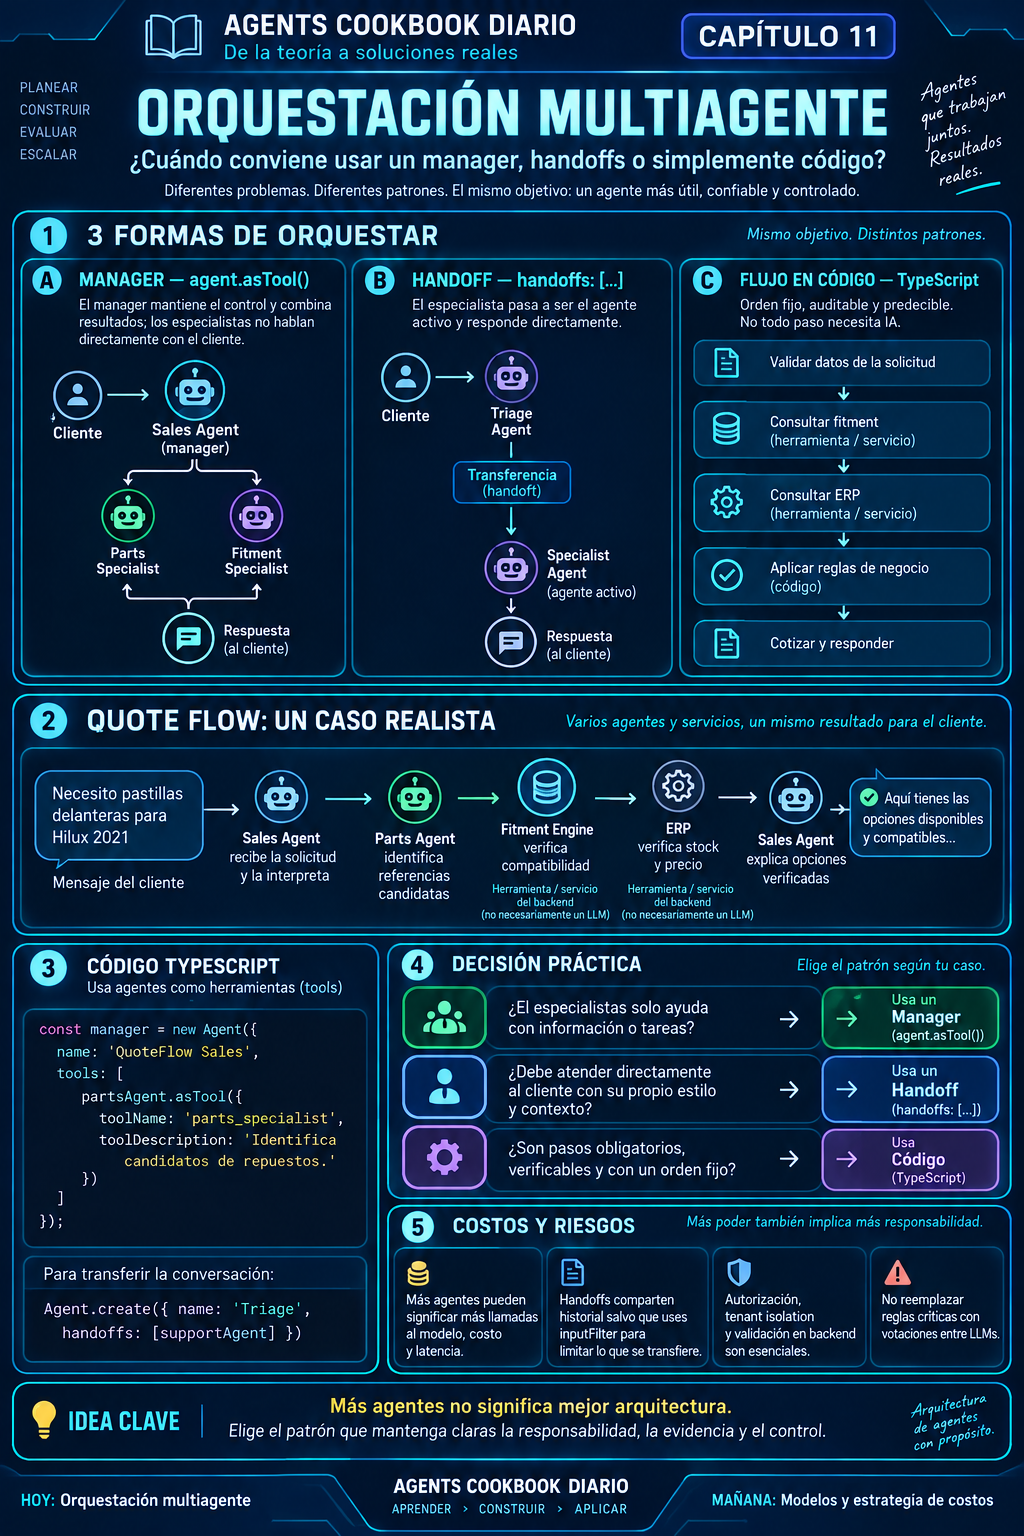 AGENTS COOKBOOK DIARIO
De la teoría a soluciones reales
CAPÍTULO 11
PLANEAR
CONSTRUIR
EVALUAR
ESCALAR
ORQUESTACIÓN MULTIAGENTE
¿Cuándo conviene usar un manager, handoffs o simplemente código?
Diferentes problemas. Diferentes patrones. El mismo objetivo: un agente más útil, confiable y controlado.
Agentes
que trabajan
juntos.
Resultados
reales.
1 3 FORMAS DE ORQUESTAR
Mismo objetivo. Distintos patrones.
A MANAGER — agent.asTool()
El manager mantiene el control y combina
resultados; los especialistas no hablan
directamente con el cliente.
Cliente
Sales Agent
(manager)
Parts
Specialist
Fitment
Specialist
Respuesta
(al cliente)
B HANDOFF — handoffs: [...]
El especialista pasa a ser el agente
activo y responde directamente.
Cliente
Triage
Agent
Transferencia
(handoft)
Specialist
Agent
(agente activo)
Respuesta
(al cliente)
C FLUJO EN CÓDIGO — TypeScript
Orden fijo, auditable y predecible.
No todo paso necesita IA.
Validar datos de la solicitud
Consultar fitment
(herramienta / servicio)
Consultar ERP
(herramienta / servicio)
Aplicar reglas de negocio
(código)
Cotizar y responder
2 QUOTE FLOW: UN CASO REALISTA
Varios agentes y servicios, un mismo resultado para el cliente.
Necesito pastillas
delanteras para
Hilux 2021
Mensaje del cliente
Sales Agent
recibe la solicitud
y la interpreta
Parts Agent
identifica
referencias
candidatas
Fitment Engine
verifica
compatibilidad
Herramienta / servicio
del backend
(no necesariamente un LLM)
ERP
verifica stock
y precio
Herramienta / servicio
del backend
(no necesariamente un LLM)
Sales Agent
explica opciones
verificadas
Aquí tienes las
opciones disponibles
y compatibles...
3 CÓDIGO TYPESCRIPT
Usa agentes como herramientas (tools)
const manager = new Agent({
name: 'QuoteFlow Sales',
tools: [
partsAgent.asTool({
toolName: 'parts_specialist',
toolDescription: 'Identifica
candidatos de repuestos.'
})
]
});
Para transferir la conversación:
Agent.create({ name: 'Triage',
handoffs: [supportAgent] })
4 DECISIÓN PRÁCTICA
Elige el patrón según tu caso.
¿El especialistas solo ayuda
con información o tareas?
Usa un
Manager
(agent.asTool())
¿Debe atender directamente
al cliente con su propio estilo
y contexto?
Usa un
Handoff
(handoffs: [...])
¿Son pasos obligatorios,
verificables y con un orden fijo?
Usa
Código
(TypeScript)
5 COSTOS Y RIESGOS
Más poder también implica más responsabilidad.
Más agentes pueden
significar más llamadas
al modelo, costo
y latencia.
Handoffs comparten
historial salvo que uses
inputFilter para
limitar lo que se transfiere.
Autorización,
tenant isolation
y validación en backend
son esenciales.
No reemplazar
reglas críticas con
votaciones entre LLMs.
IDEA CLAVE
Más agentes no significa mejor arquitectura.
Elige el patrón que mantenga claras la responsabilidad, la evidencia y el control.
Arquitectura
de agentes
con propósito.
HOY: Orquestación multiagente
AGENTS COOKBOOK DIARIO
APRENDER > CONSTRUIR > APLICAR
MAÑANA: Modelos y estrategía de costos